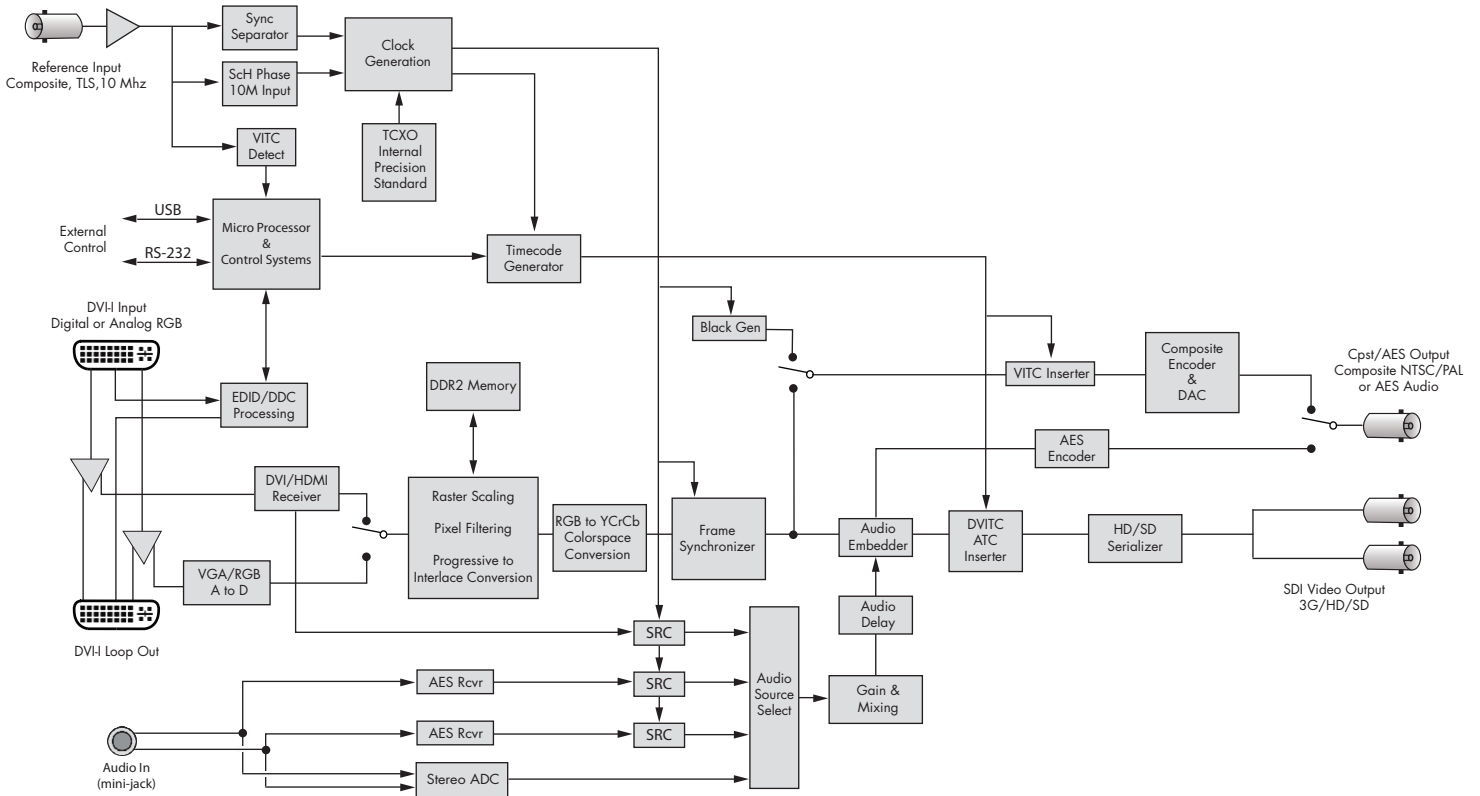 Sync
Separator
Clock
Generation
Reference Input
Composite, TLS,10 Mhz
ScH Phase
10M Input
VITC
Detect
TCXO
Internal
Precision
Standard
USB
External
Control
RS-232
Micro Processor
&
Control Systems
Timecode
Generator
DVI-I Input
Digital or Analog RGB
Black Gen
EDID/DDC
Processing
DDR2 Memory
VITC Inserter
Composite
Encoder
&
DAC
Cpst/AES Output
Composite NTSC/PAL
or AES Audio
AES
Encoder
DVI/HDMI
Receiver
Raster Scaling
Pixel Filtering
Progressive to
Interlace Conversion
RGB to YCrCb
Colorspace
Conversion
Frame
Synchronizer
Audio
Embedder
DVITC
ATC
Inserter
HD/SD
Serializer
VGA/RGB
A to D
SDI Video Output
3G/HD/SD
DVI-I Loop Out
SRC
Audio
Delay
AES Rcvr
SRC
Audio
Source
Select
Gain &
Mixing
AES Rcvr
SRC
Audio In
(mini-jack)
Stereo ADC